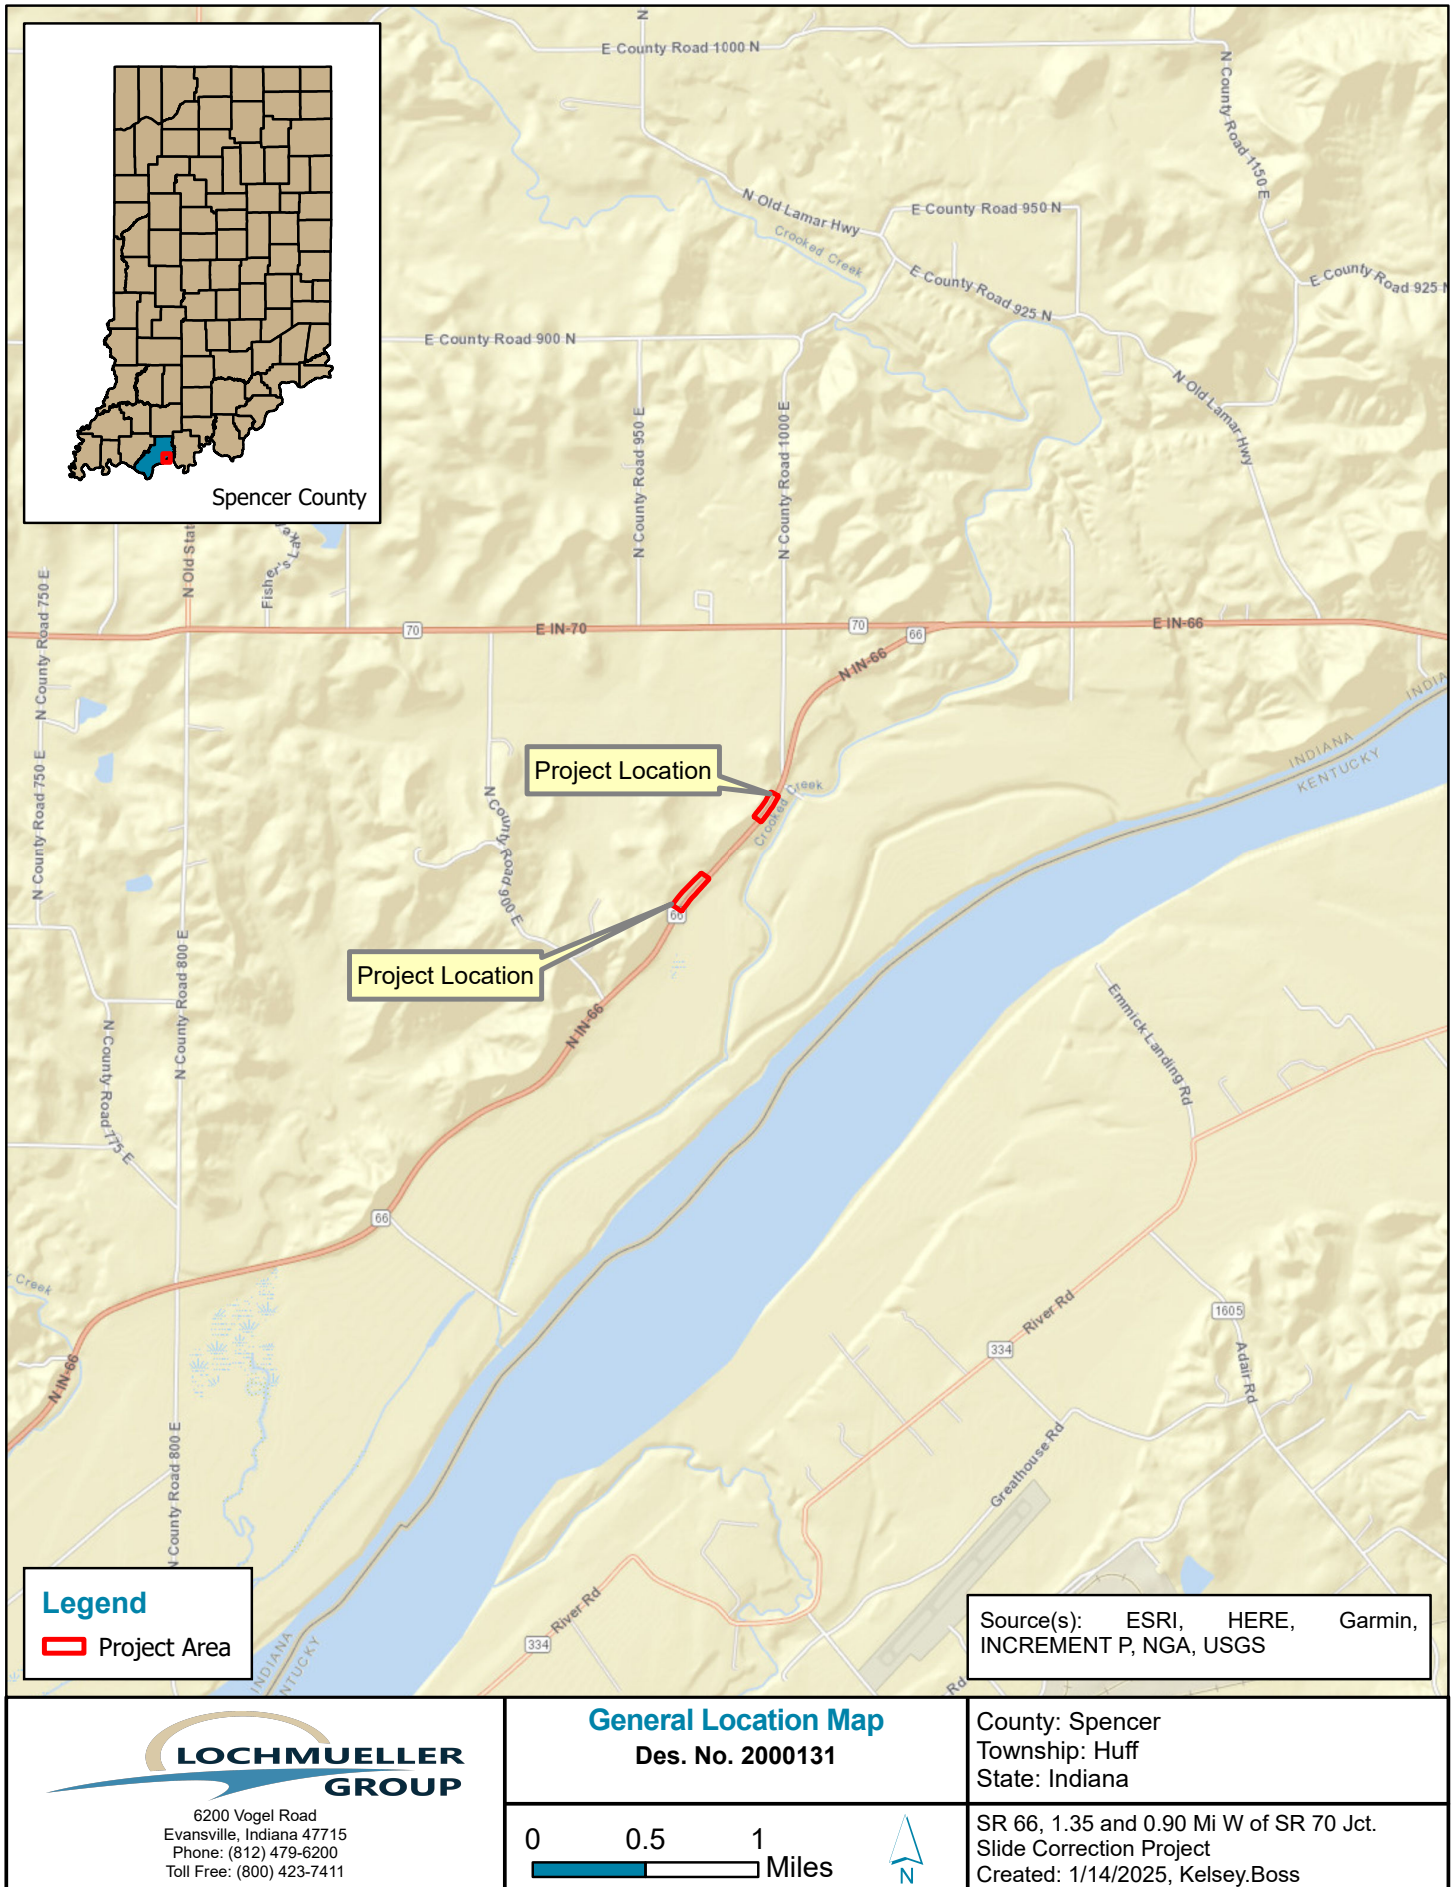 Spencer County
E County Road 1000 N
N
N County Road 1150 E
N Old Lamar Hwy
Crooked Creek
E County Road 950 N
E County Road 925 N
E County Road 925 N
E County Road 900 N
N Old Lamar Hwy
N County Road 950 E
N County Road 1000 E
N Old Stat
Fisher's Lake
N County Road 750 E
70
E IN-70
70
66
N IN-66
E IN-66
N County Road 750 E
N County Road 800 E
N County Road 900 E
Project Location
Crooked Creek
INDIANA
KENTUCKY
INDIA
66
Project Location
N IN-66
N County Road 775 E
Emmick Landing Rd
66
Creek
N IN-66
N County Road 800 E
River Rd
334
1605
Adair Rd
Greathouse Rd
River Rd
334
Rd
INDIANA
NTUCKY
Legend
Project Area
Source(s): ESRI, HERE, Garmin,
INCREMENT P, NGA, USGS
LOCHMUELLER
GROUP
6200 Vogel Road
Evansville, Indiana 47715
Phone: (812) 479-6200
Toll Free: (800) 423-7411
General Location Map
Des. No. 2000131
0 0.5 1
Miles
N
County: Spencer
Township: Huff
State: Indiana
SR 66, 1.35 and 0.90 Mi W of SR 70 Jct.
Slide Correction Project
Created: 1/14/2025, Kelsey.Boss